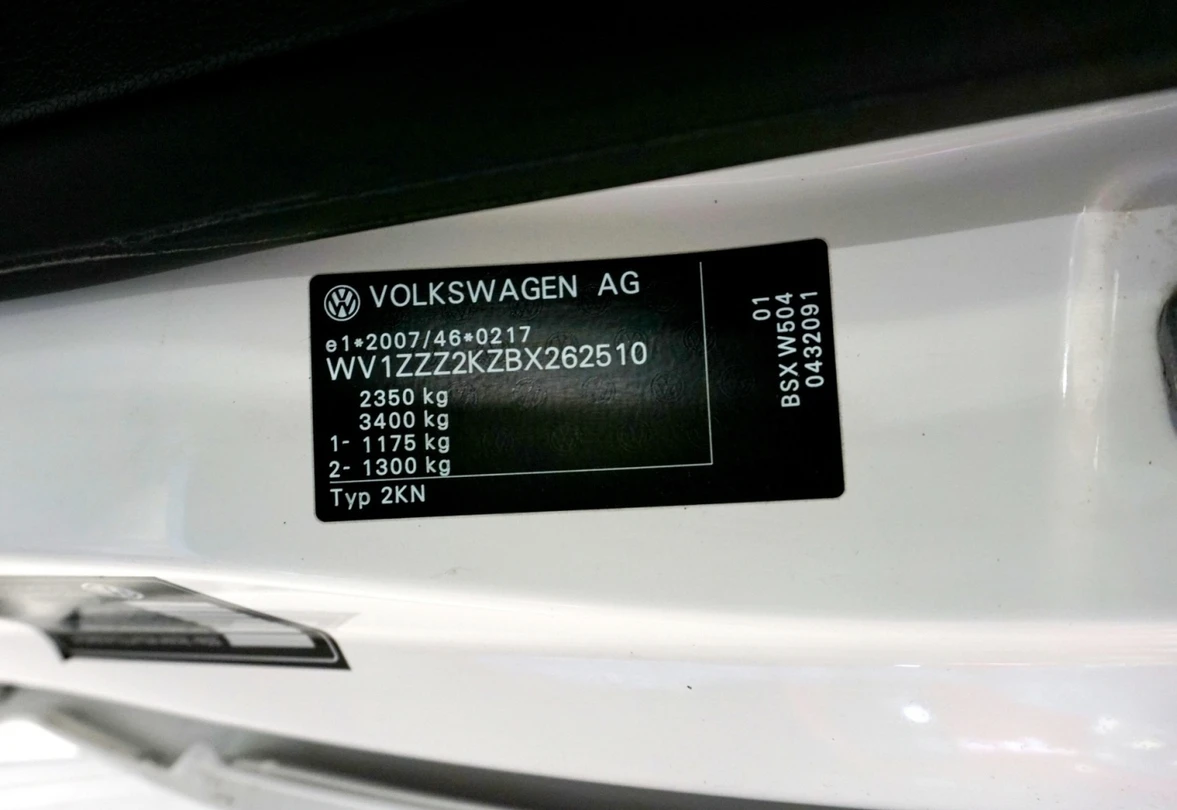 VOLKSWAGEN AG
e1*2007/46*0217
WV1ZZZ2KZBX262510
2350 kg
3400 kg
1- 1175 kg
2- 1300 kg
Typ 2KN
01
BSX W504
0432091